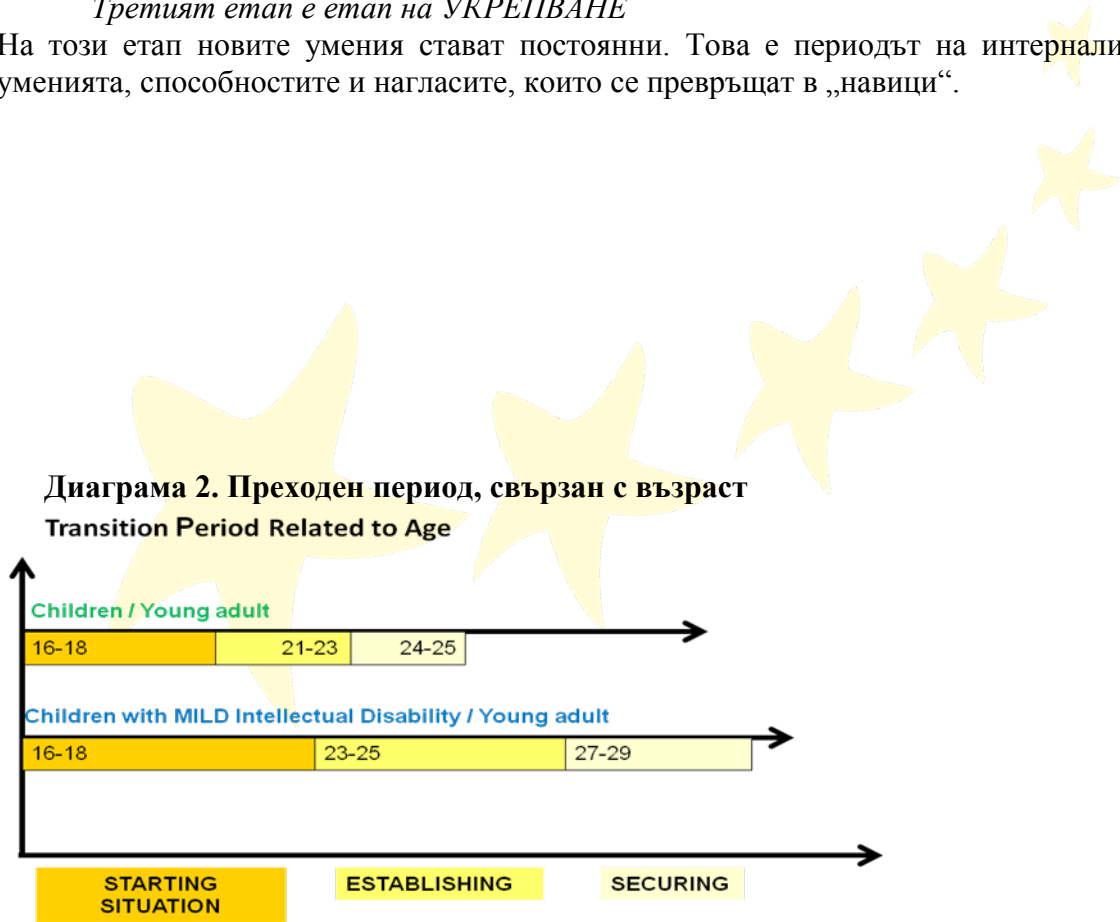 Третият етап е етап на УКРЕПВАНЕ
На този етап новите умения стават постоянни. Това е периодът на интернали
уменията, способностите и нагласите, които се превръщат в „навици“.
Диаграма 2. Преходен период, свързан с възраст
Transition Period Related to Age
Children / Young adult
16-18 21-23 24-25
Children with MILD Intellectual Disability / Young adult
16-18 23-25 27-29
STARTING SITUATION
ESTABLISHING
SECURING